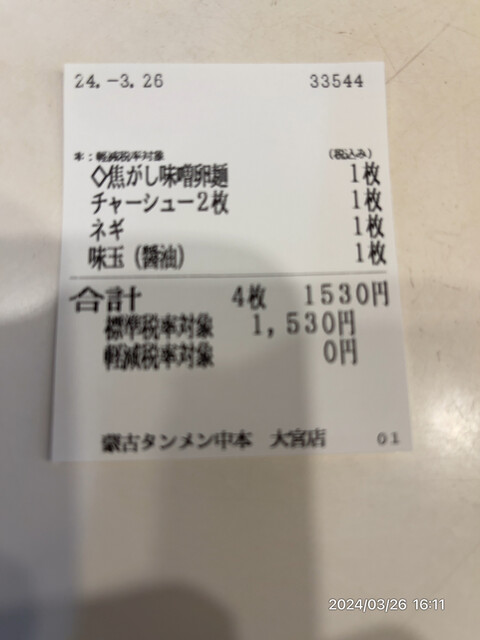 24.-3.26 33544
*:軽減税率対象 (税込み)
◇焦がし味噌卵麺 1枚
チャーシュー2枚 1枚
ネギ 1枚
味玉(醤油) 1枚
合計 4枚 1530円
標準税率対象 1,530円
軽減税率対象 0円
蒙古タンメン中本 大宮店 01
2024/03/26 16:11